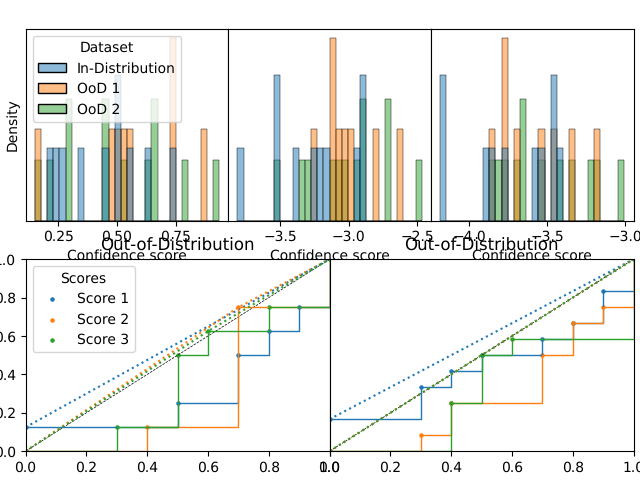 Density
Dataset
In-Distribution
OoD 1
OoD 2
0.25 0.50 0.75
−3.5 −3.0 −2.5
−4.0 −3.5 −3.0
Confidence score Confidence score Confidence score
Out-of-Distribution Out-of-Distribution
Scores
Score 1
Score 2
Score 3
1.0
0.8
0.6
0.4
0.2
0.0
0.0 0.2 0.4 0.6 0.8 1.0
0.0 0.2 0.4 0.6 0.8 1.0